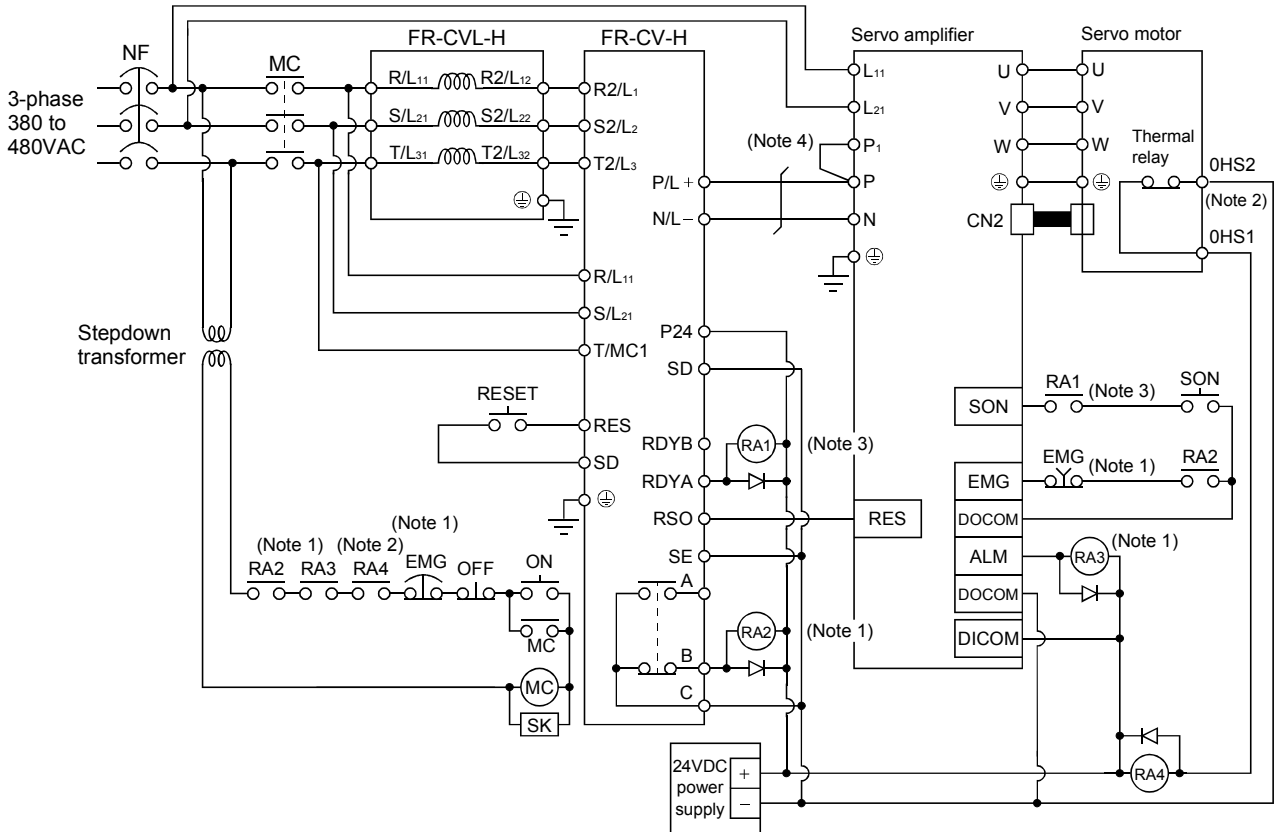 FR-CVL-H
FR-CV-H
Servo amplifier
Servo motor
NF
MC
3-phase
380 to
480VAC
R/L11
R2/L12
S/L21
S2/L22
T/L31
T2/L32
R2/L1
S2/L2
T2/L3
P/L +
N/L −
(Note 4)
L11
L21
P1
P
N
U
V
W
U
V
W
CN2
Thermal
relay
0HS2
(Note 2)
0HS1
R/L11
S/L21
T/MC1
Stepdown
transformer
RESET
RES
SD
P24
SD
RDYB
RDYA
RSO
SE
A
B
C
RA1
(Note 3)
RA2
(Note 1)
RES
SON
RA1
(Note 3)
SON
EMG
EMG
(Note 1)
RA2
DOCOM
ALM
RA3
(Note 1)
DOCOM
DICOM
(Note 1)
RA2
RA3
(Note 2)
RA4
(Note 1)
EMG
OFF
ON
MC
MC
SK
24VDC
power
supply
+
−
RA4